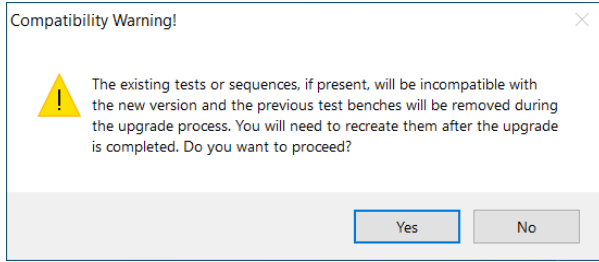 Compatibility Warning!
The existing tests or sequences, if present, will be incompatible with
the new version and the previous test benches will be removed during
the upgrade process. You will need to recreate them after the upgrade
is completed. Do you want to proceed?
Yes
No